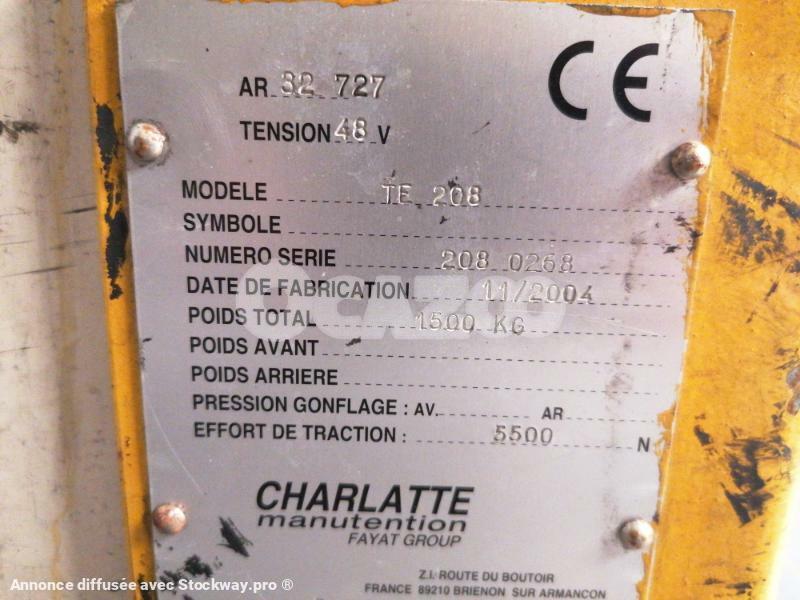 CE
AR 32 727
TENSION 48 V
MODELE TE 208
SYMBOLE
NUMERO SERIE 208 0268
DATE DE FABRICATION 11/2004
POIDS TOTAL 1500 KG
POIDS AVANT
POIDS ARRIERE
PRESSION GONFLAGE : AV. AR
EFFORT DE TRACTION : 5500 N
OCAZOO
CHARLATTE
manutention
FAYAT GROUP
Z.I. ROUTE DU BOUTOIR
FRANCE 89210 BRIENON SUR ARMANCON
Annonce diffusée avec Stockway.pro ®